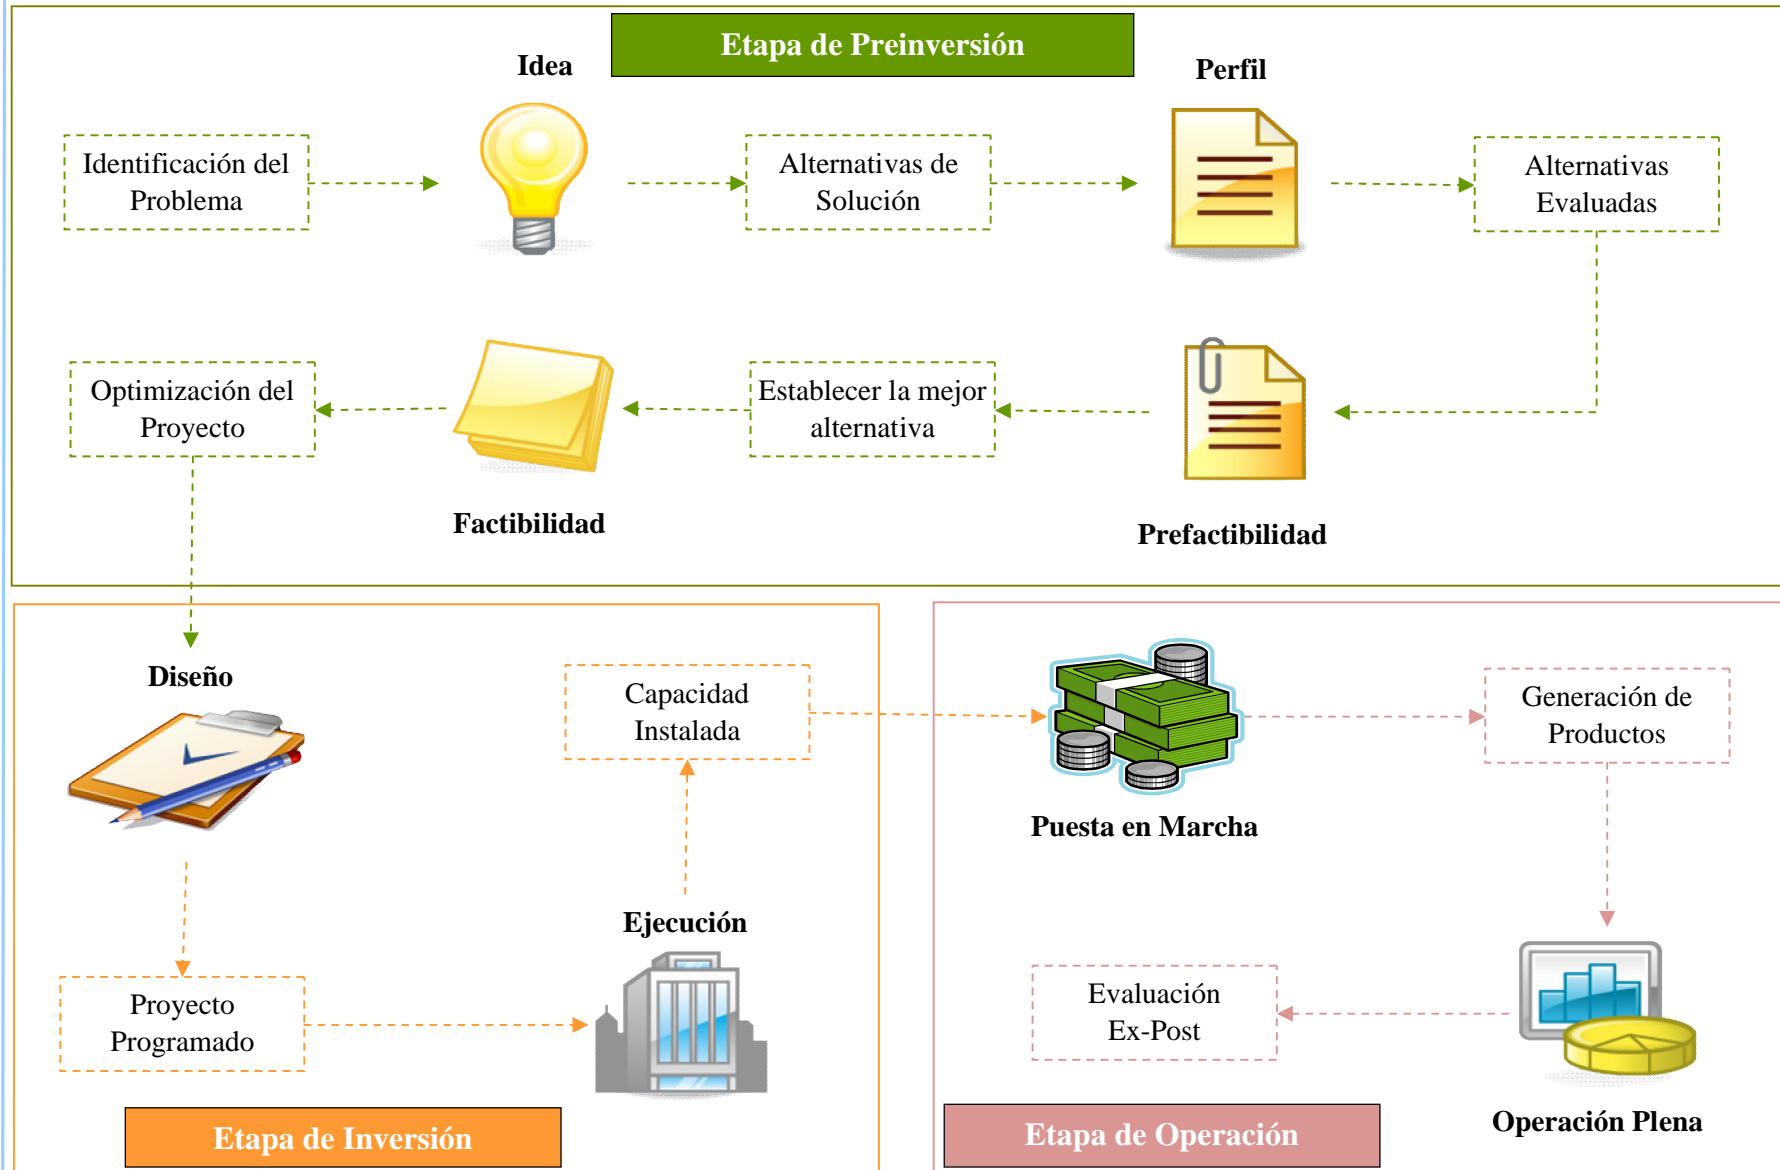 Etapa de Preinversión
Idea
Perfil
Identificación del
Problema
Alternativas de
Solución
Alternativas
Evaluadas
Optimización del
Proyecto
Establecer la mejor
alternativa
Factibilidad
Prefactibilidad
Diseño
Capacidad
Instalada
Generación de
Productos
Puesta en Marcha
Ejecución
Proyecto
Programado
Evaluación
Ex-Post
Operación Plena
Etapa de Inversión
Etapa de Operación